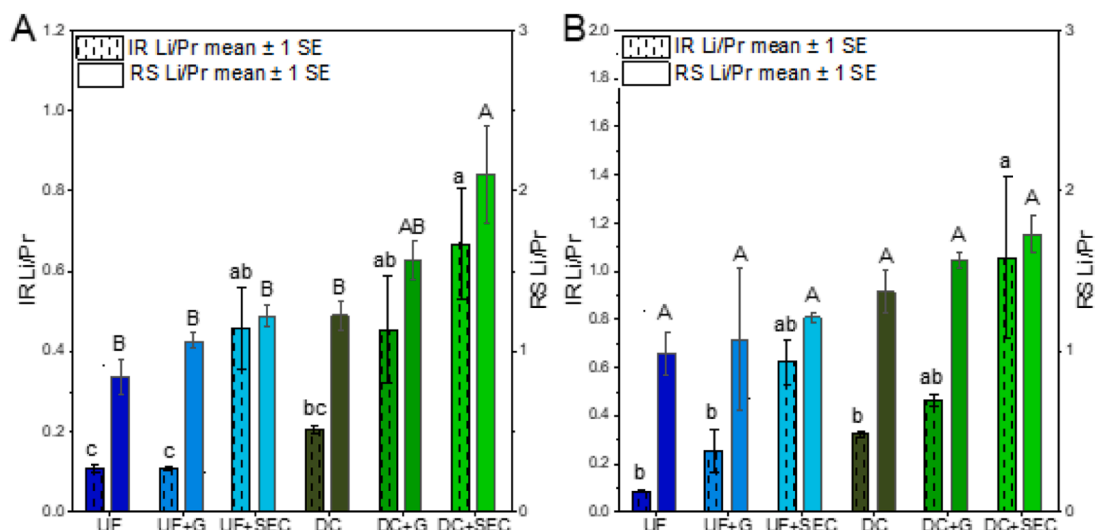 A
IR Li/Pr mean ± 1 SE
RS Li/Pr mean ± 1 SE
IR Li/Pr
RS Li/Pr
1.2
1.0
0.8
0.6
0.4
0.2
0.0
3
2
1
0
c
B
c
B
ab
B
bc
B
ab
AB
a
A
UF
UF+G
UF+SEC
DC
DC+G
DC+SEC
B
IR Li/Pr mean ± 1 SE
RS Li/Pr mean ± 1 SE
IR Li/Pr
RS Li/Pr
2.0
1.8
1.6
1.4
1.2
1.0
0.8
0.6
0.4
0.2
0.0
3
2
1
0
b
A
b
A
ab
A
b
A
ab
A
a
A
UF
UF+G
UF+SEC
DC
DC+G
DC+SEC